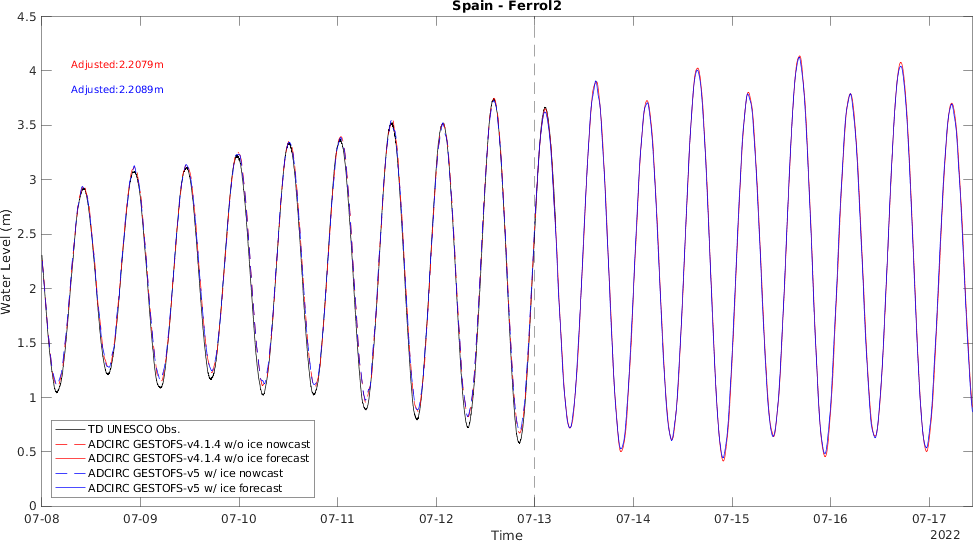 Spain - Ferrol2
Adjusted:2.2079m
Adjusted:2.2089m
Water Level (m)
4.5
4
3.5
3
2.5
2
1.5
1
0.5
0
TD UNESCO Obs.
ADCIRC GESTOFS-v4.1.4 w/o ice nowcast
ADCIRC GESTOFS-v4.1.4 w/o ice forecast
ADCIRC GESTOFS-v5 w/ ice nowcast
ADCIRC GESTOFS-v5 w/ ice forecast
07-08 07-09 07-10 07-11 07-12 07-13 07-14 07-15 07-16 07-17
Time
2022